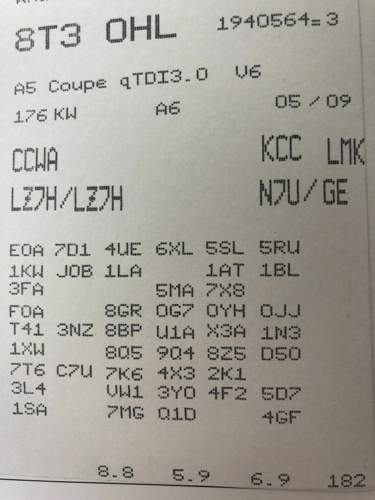 8T3 0HL 1940564=3
A5 Coupe qTDI3.0 V6
176 KW A6 05/09
CCWA KCC LMK
LZ7H/LZ7H N7U/GE
E0A 7D1 4UE 6XL 5SL 5RU
1KW J0B 1LA 1AT 1BL
3FA 5MA 7X8
F0A 8GR 0G7 0YH 0JJ
T41 3NZ 8BP U1A X3A 1N3
1XW 8Q5 9Q4 8Z5 D50
7T6 C7U 7K6 4X3 2K1
3L4 VW1 3Y0 4F2 5D7
1SA 7MG Q1D 4GF
8.8 5.9 6.9 182